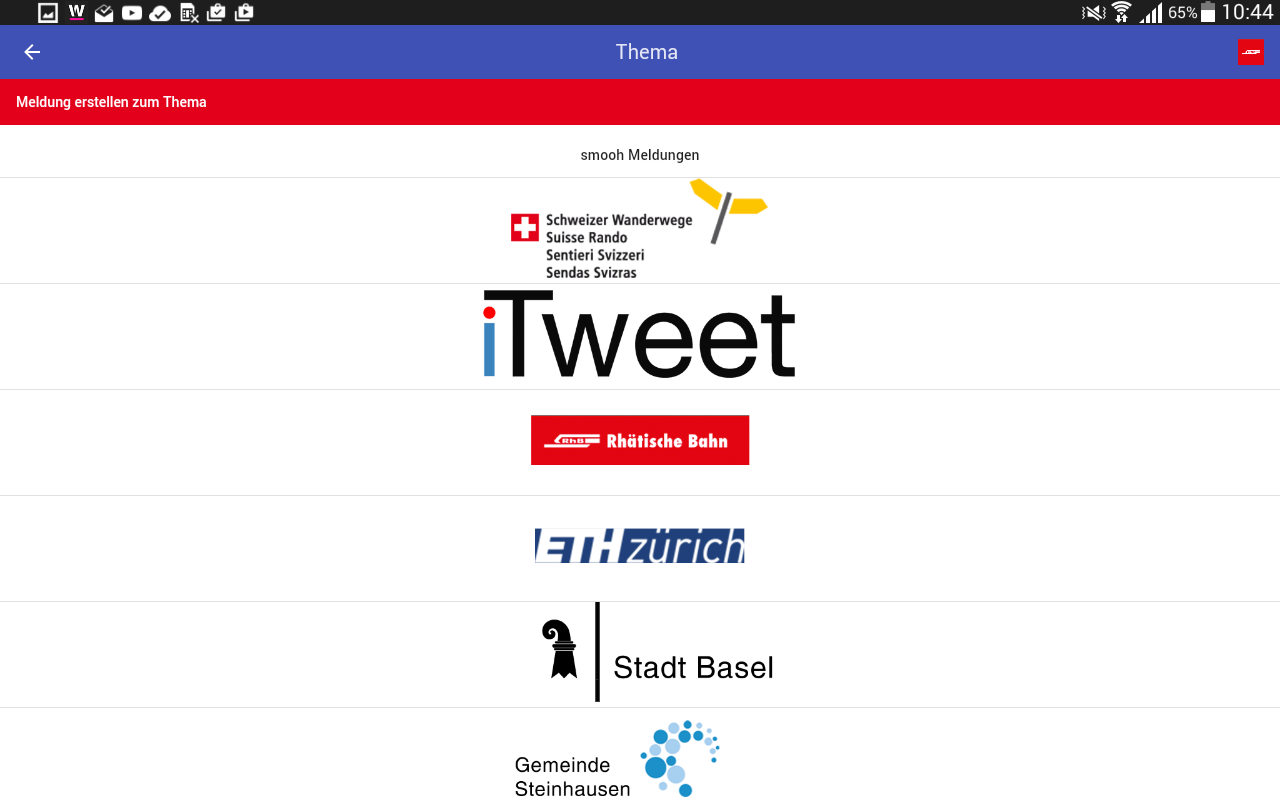 65% 10:44
Thema
Meldung erstellen zum Thema
smooh Meldungen
Schweizer Wanderwege
Suisse Rando
Sentieri Svizzeri
Sendas Svizras
iTweet
RhB Rhätische Bahn
ETH zürich
Stadt Basel
Gemeinde
Steinhausen